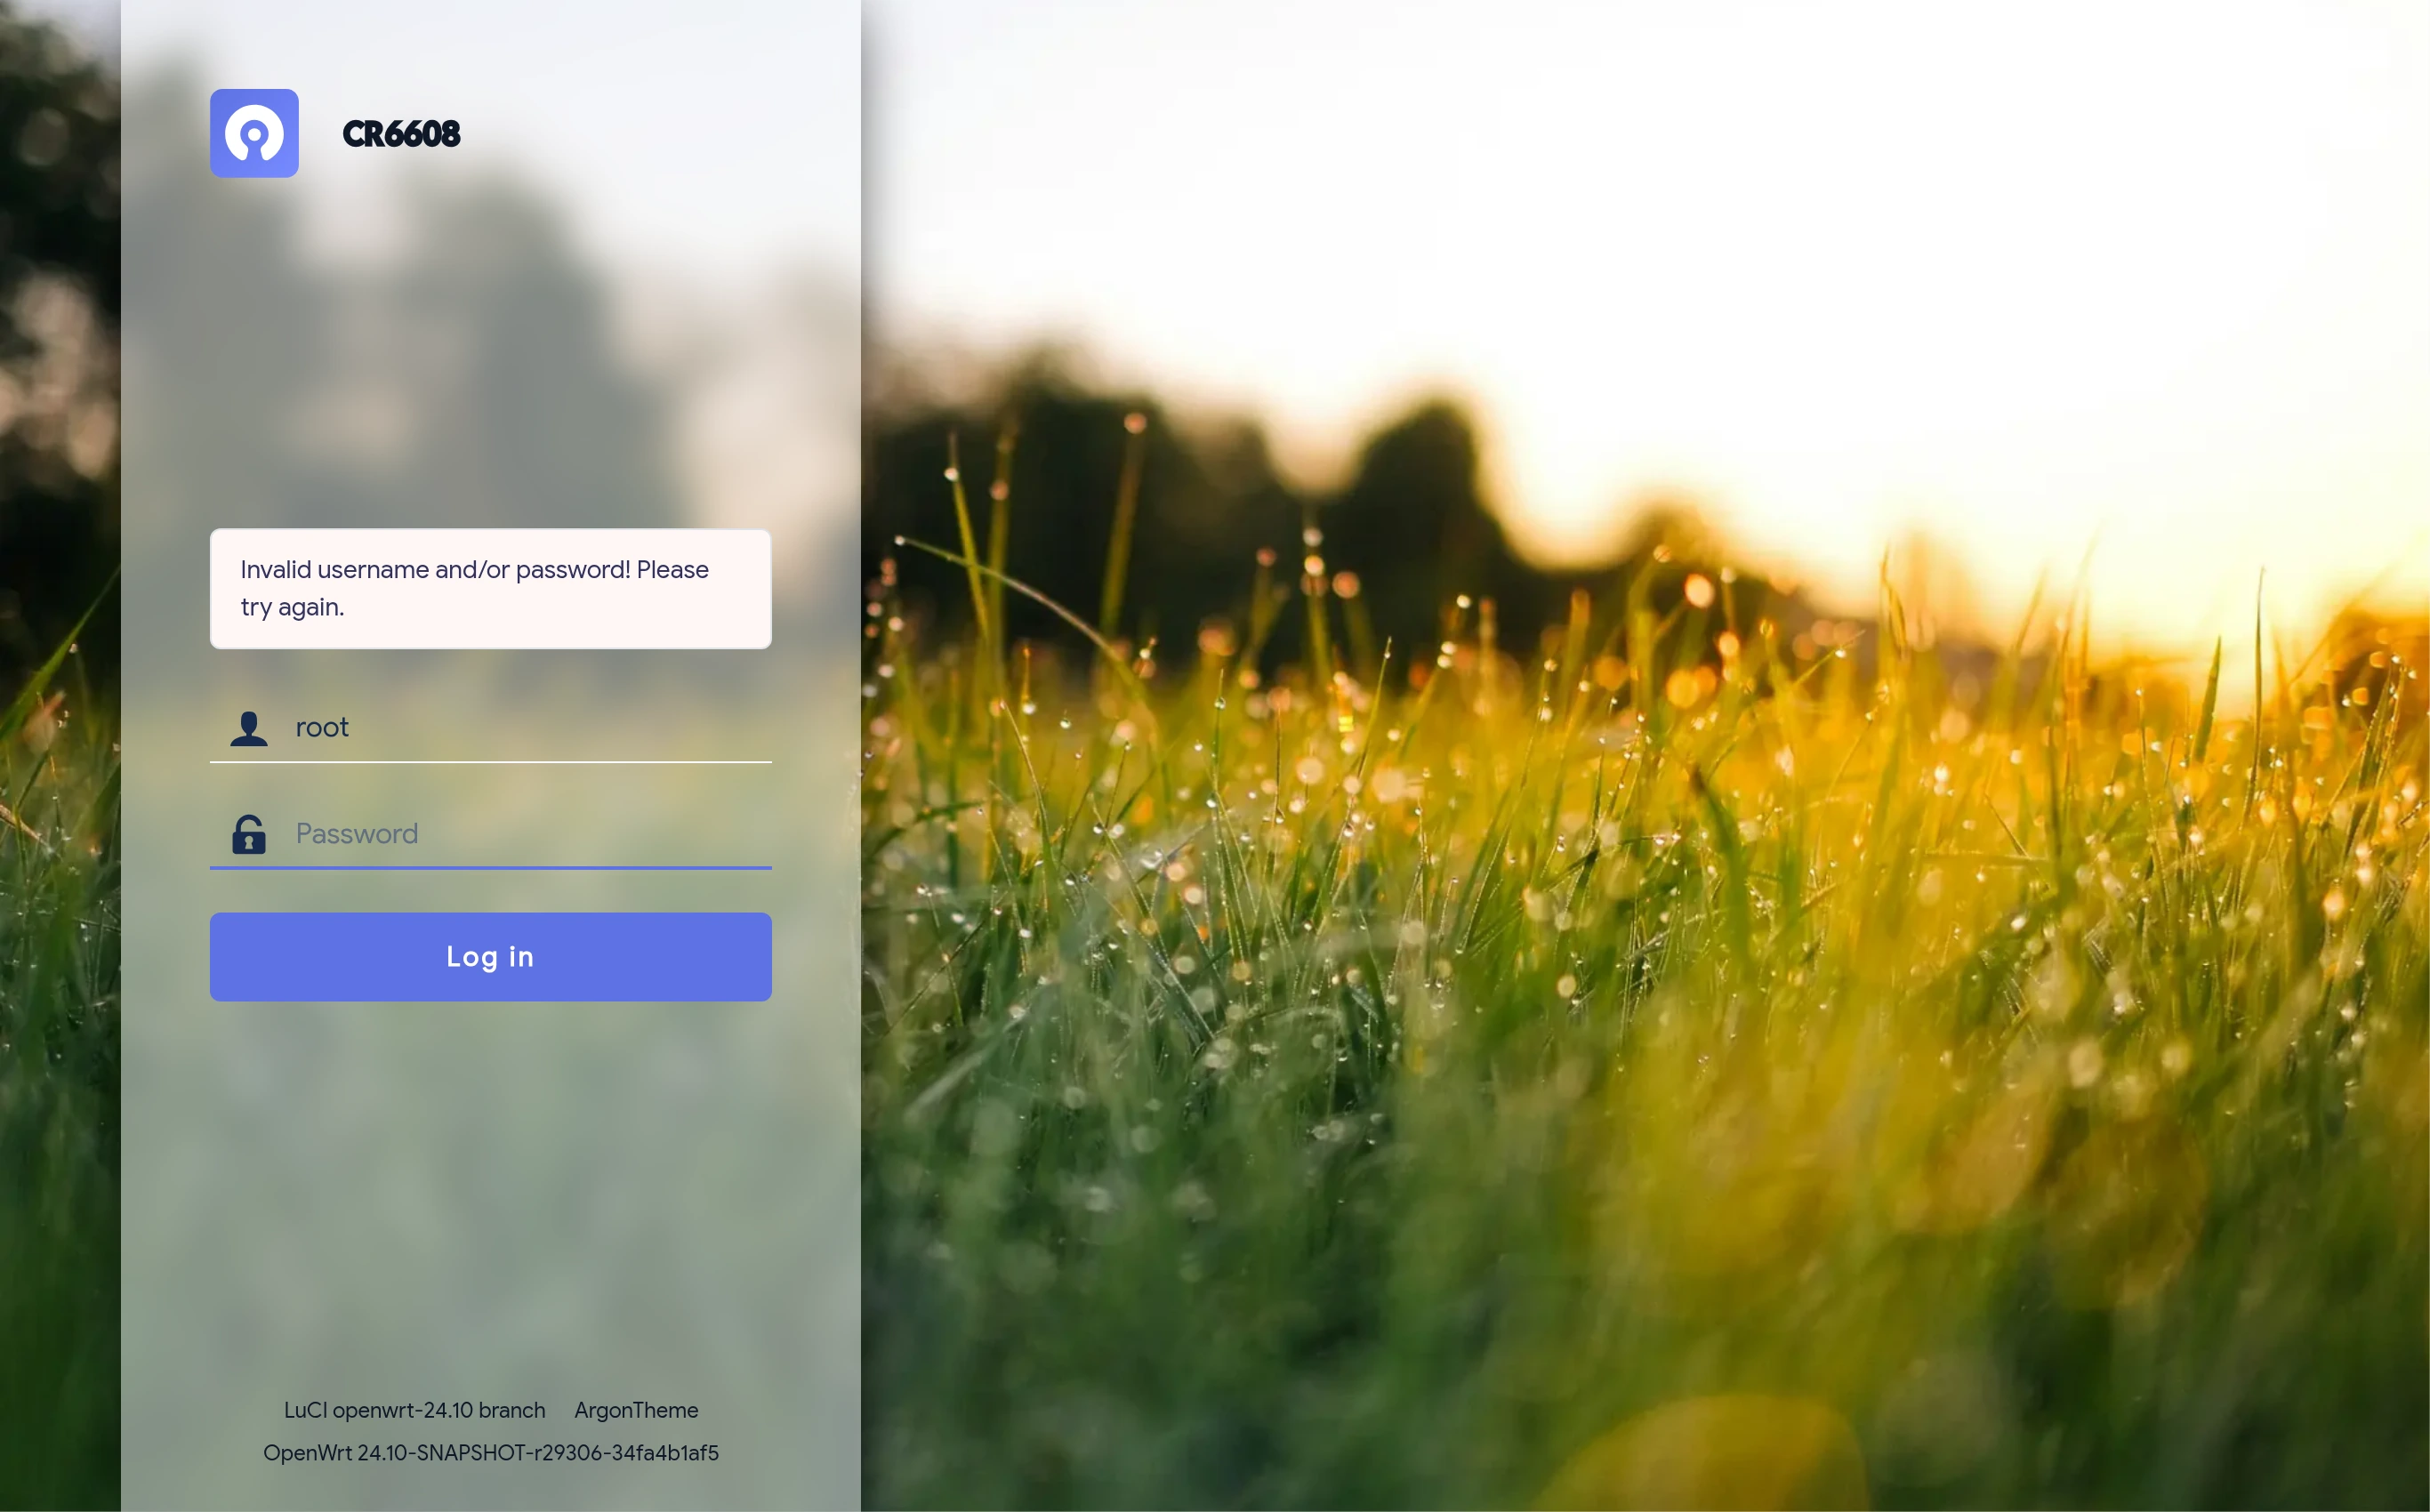 CR6608
Invalid username and/or password! Please
try again.
root
Password
Log in
LuCI openwrt-24.10 branch ArgonTheme
OpenWrt 24.10-SNAPSHOT-r29306-34fa4b1af5